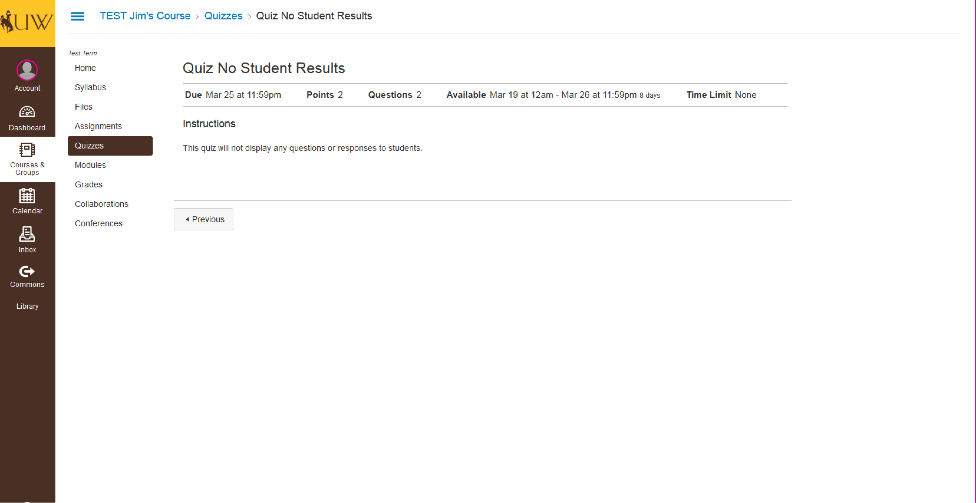 UW
TEST Jim's Course › Quizzes › Quiz No Student Results
Account
Dashboard
Courses &
Groups
Calendar
Inbox
Commons
Library
Test Term
Home
Syllabus
Files
Assignments
Quizzes
Modules
Grades
Collaborations
Conferences
Quiz No Student Results
Due Mar 25 at 11:59pm Points 2 Questions 2 Available Mar 19 at 12am - Mar 26 at 11:59pm 8 days Time Limit None
Instructions
This quiz will not display any questions or responses to students.
Previous